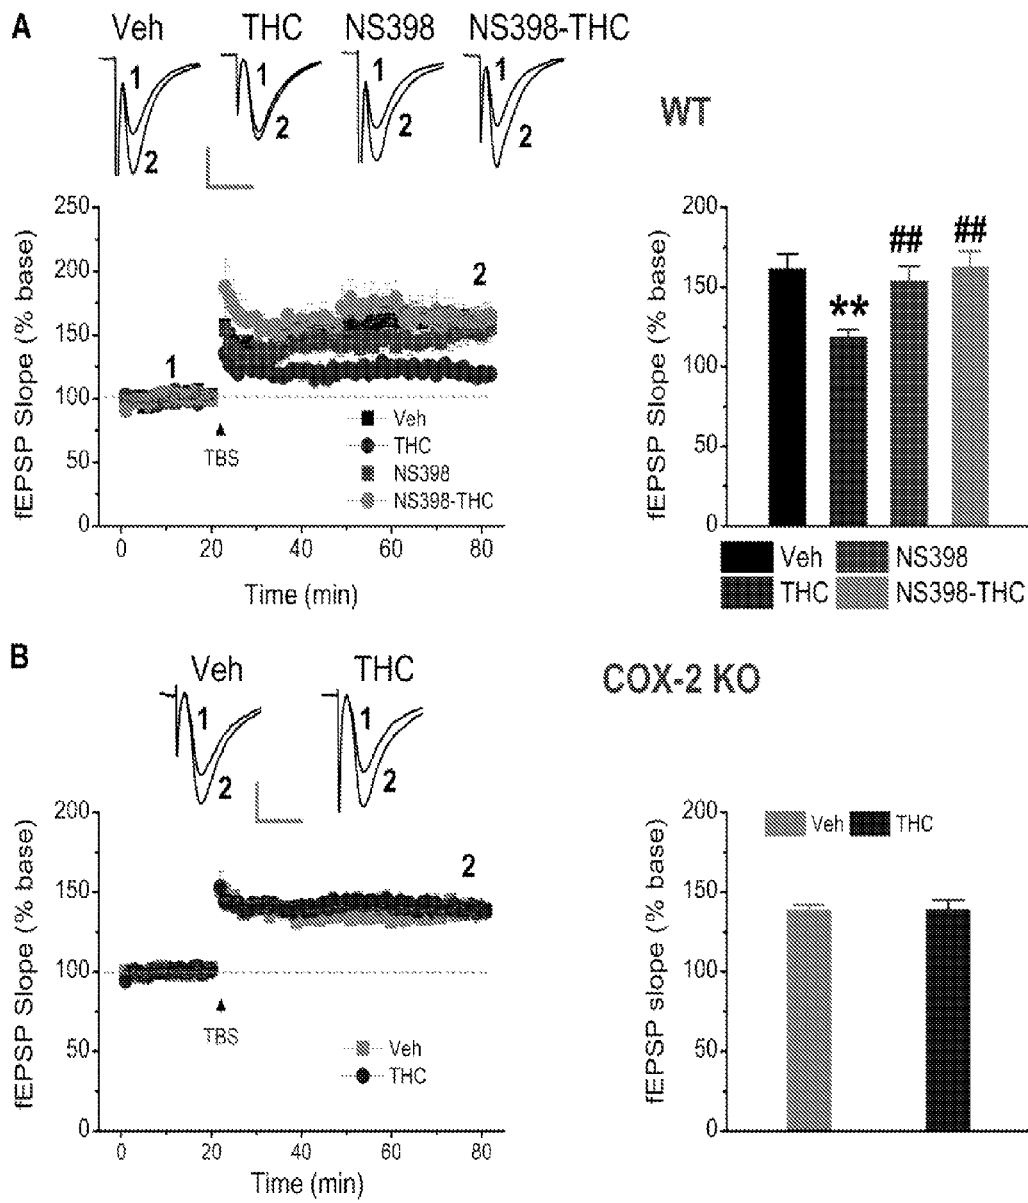 A
Veh THC NS398 NS398-THC
1 1 1 1
2 2 2 2
WT
250
200
150
100
50
0
fEPSP Slope (% base)
1
2
TBS
Veh
THC
NS398
NS398-THC
0 20 40 60 80
Time (min)
200
150
100
50
0
fEPSP Slope (% base)
** ## ##
Veh NS398
THC NS398-THC
B
Veh THC
1 1
2 2
COX-2 KO
200
150
100
50
0
fEPSP Slope (% base)
2
TBS
Veh
THC
0 20 40 60 80
Time (min)
200
150
100
50
0
fEPSP slope (% base)
Veh THC